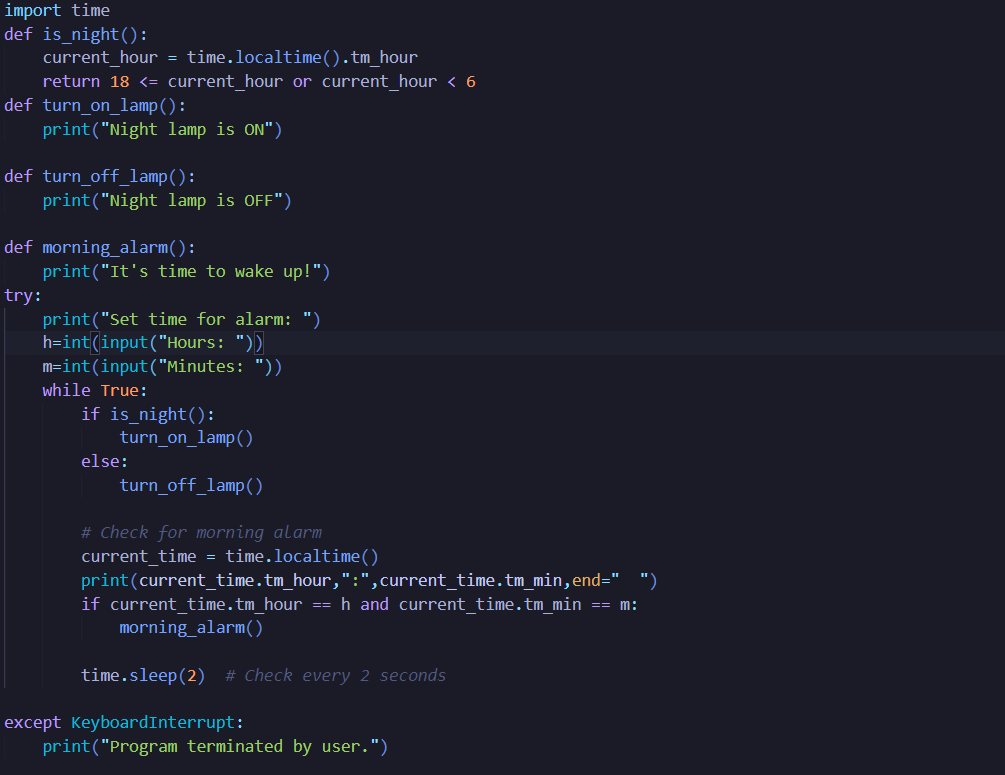 import time
def is_night():
    current_hour = time.localtime().tm_hour
    return 18 <= current_hour or current_hour < 6
def turn_on_lamp():
    print("Night lamp is ON")

def turn_off_lamp():
    print("Night lamp is OFF")

def morning_alarm():
    print("It's time to wake up!")
try:
    print("Set time for alarm: ")
    h=int(input("Hours: "))
    m=int(input("Minutes: "))
    while True:
        if is_night():
            turn_on_lamp()
        else:
            turn_off_lamp()

        # Check for morning alarm
        current_time = time.localtime()
        print(current_time.tm_hour,":",current_time.tm_min,end="  ")
        if current_time.tm_hour == h and current_time.tm_min == m:
            morning_alarm()

        time.sleep(2)  # Check every 2 seconds

except KeyboardInterrupt:
    print("Program terminated by user.")